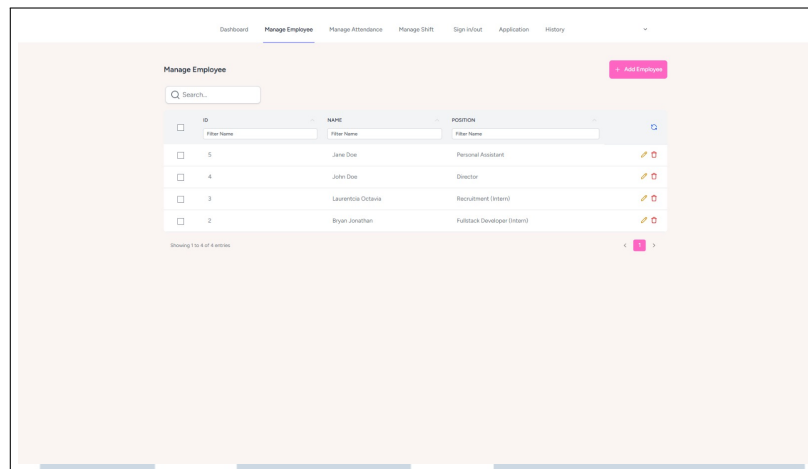 Dashboard Manage Employee Manage Attendance Manage Shift Sign in/out Application History
Manage Employee
+ Add Employee
Search...
ID NAME POSITION
Filter Name Filter Name Filter Name
5 Jane Doe Personal Assistant
4 John Doe Director
3 Laurentcia Octavia Recruitment (Intern)
2 Bryan Jonathan Fullstack Developer (Intern)
Showing 1 to 4 of 4 entries
< 1 >